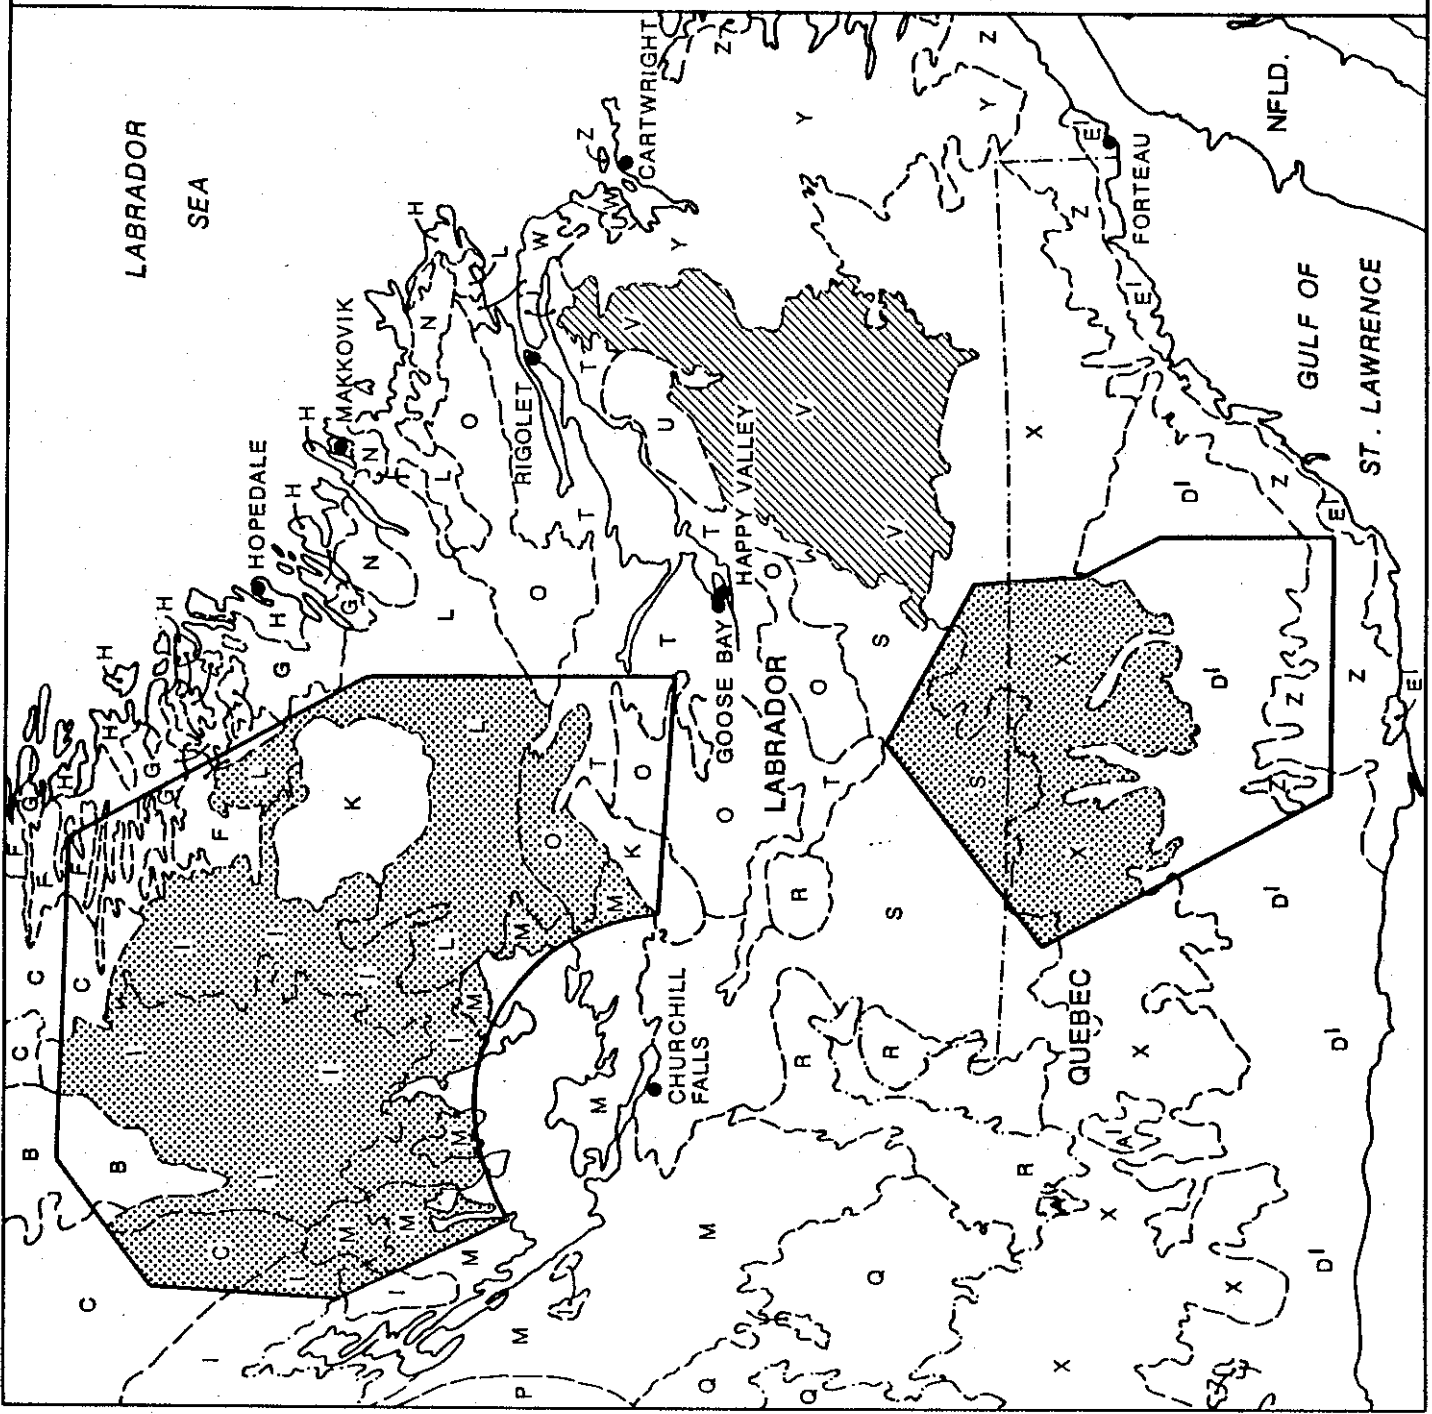 LABRADOR
SEA
CARTWRIGHT
Z
Z
Z
H
H
H
H
H
H
H
H
H
MAKKOVIK
HOPEDALE
N
N
N
L
L
L
L
L
L
W
W
Y
Y
Y
O
O
O
O
O
O
O
RIGOLET
T
T
T
T
T
T
U
V
V
V
HAPPY VALLEY
GOOSE BAY
LABRADOR
G
G
G
G
G
F
F
F
F
K
K
C
C
C
C
C
B
B
I
I
I
I
I
I
I
I
I
M
M
M
M
M
M
M
M
M
M
P
Q
Q
Q
R
R
R
R
S
S
S
CHURCHILL
FALLS
QUEBEC
X
X
X
X
X
X
X
X
A'
D'
D'
D'
D'
D'
Z
Z
Z
Z
E'
E'
E'
E'
FORTEAU
NFLD.
GULF OF
ST. LAWRENCE